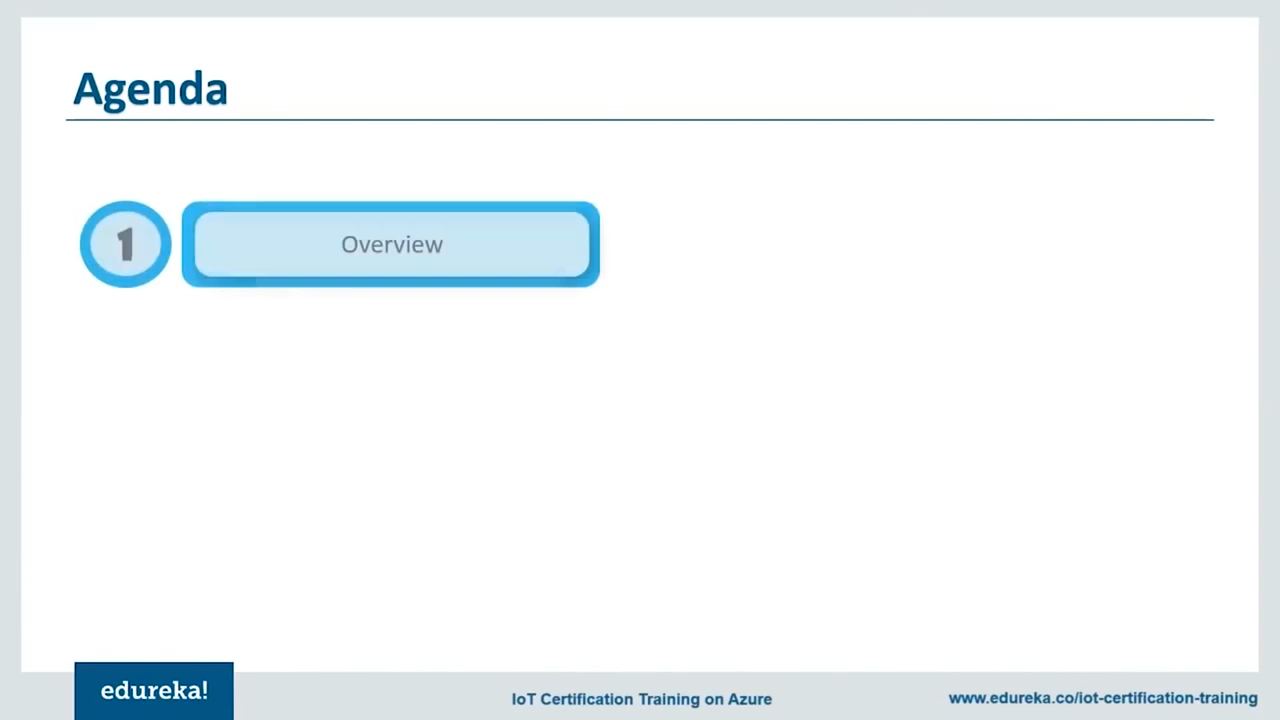 Agenda
1
Overview
edureka!
IoT Certification Training on Azure
www.edureka.co/iot-certification-training